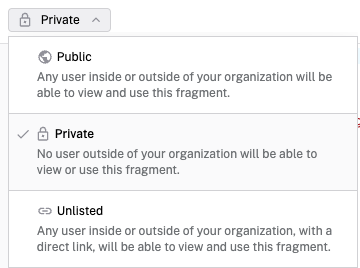 Private
Public
Any user inside or outside of your organization will be
able to view and use this fragment.
Private
No user outside of your organization will be able to
view or use this fragment.
Unlisted
Any user inside or outside of your organization, with a
direct link, will be able to view and use this fragment.